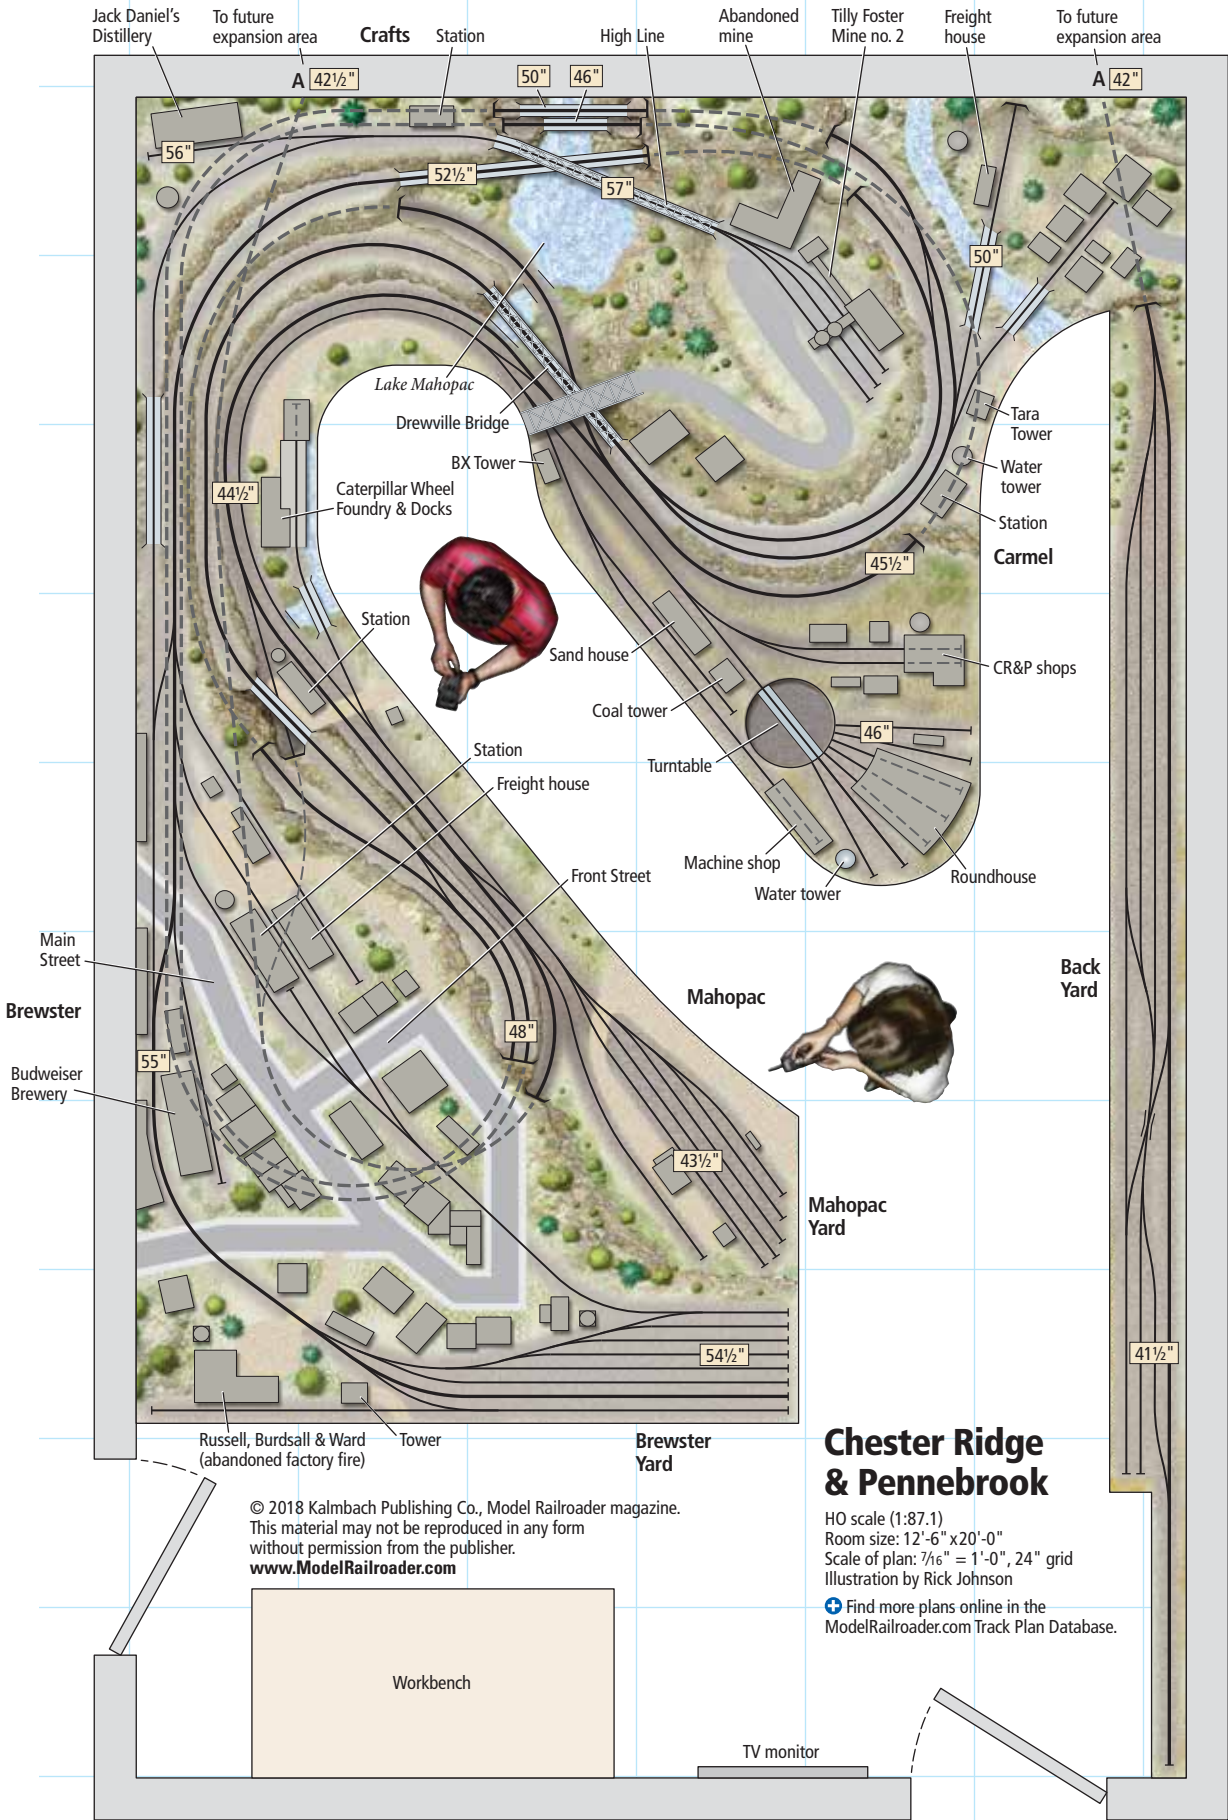 Jack Daniel's
Distillery
To future
expansion area
Crafts
Station
High Line
Abandoned
mine
Tilly Foster
Mine no. 2
Freight
house
To future
expansion area
A
42½"
50"
46"
A
42"
56"
52½"
57"
50"
Lake Mahopac
Drewville Bridge
Tara
Tower
BX Tower
Water
tower
44½"
Caterpillar Wheel
Foundry & Docks
Station
45½"
Carmel
Station
Sand house
CR&P shops
Coal tower
46"
Station
Turntable
Freight house
Machine shop
Water tower
Roundhouse
Front Street
Main
Street
Back
Yard
Mahopac
Brewster
48"
55"
Budweiser
Brewery
43½"
Mahopac
Yard
54½"
41½"
Russell, Burdsall & Ward
(abandoned factory fire)
Tower
Brewster
Yard
Chester Ridge
& Pennebrook
© 2018 Kalmbach Publishing Co., Model Railroader magazine.
This material may not be reproduced in any form
without permission from the publisher.
www.ModelRailroader.com
HO scale (1:87.1)
Room size: 12'-6" x 20'-0"
Scale of plan: 7/16" = 1'-0", 24" grid
Illustration by Rick Johnson
Find more plans online in the
ModelRailroader.com Track Plan Database.
Workbench
TV monitor